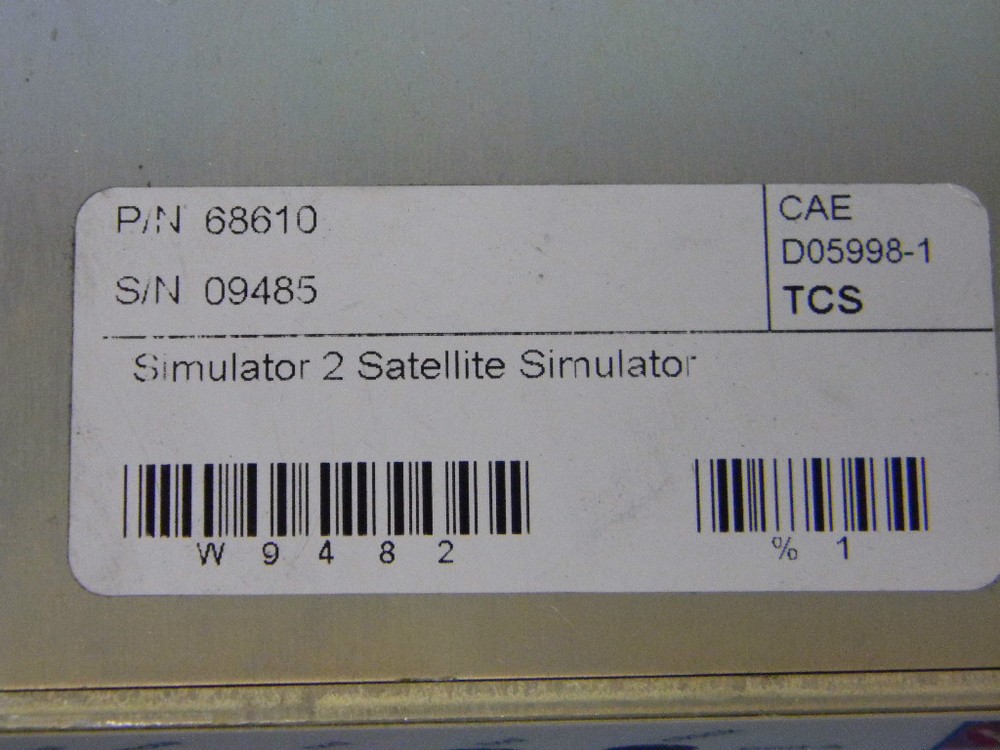 P/N 68610
S/N 09485
CAE
D05998-1
TCS
Simulator 2 Satellite Simulator
W 9 4 8 2
% 1